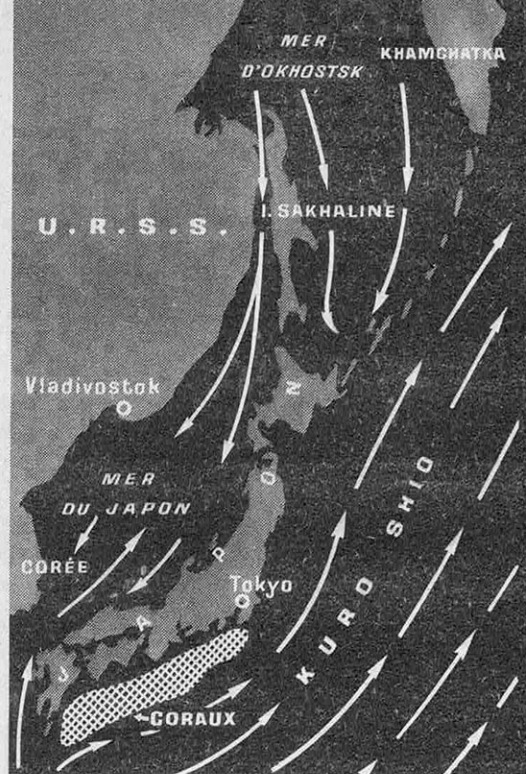 MER
D'OKHOSTSK
KHAMCHATKA
I. SAKHALINE
U.R.S.S.
Vladivostok
MER
DU JAPON
CORÉE
JAPON
Tokyo
KURO SHIO
CORAUX